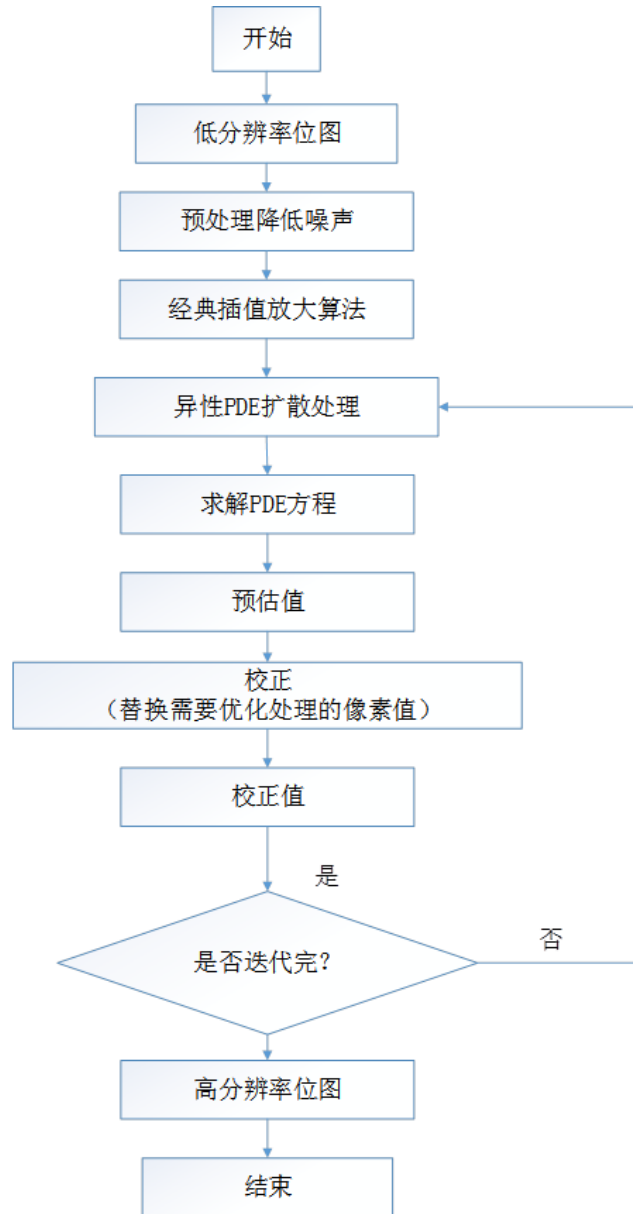 开始
低分辨率位图
预处理降低噪声
经典插值放大算法
异性PDE扩散处理
求解PDE方程
预估值
校正
（替换需要优化处理的像素值）
校正值
是
是否迭代完？
否
高分辨率位图
结束